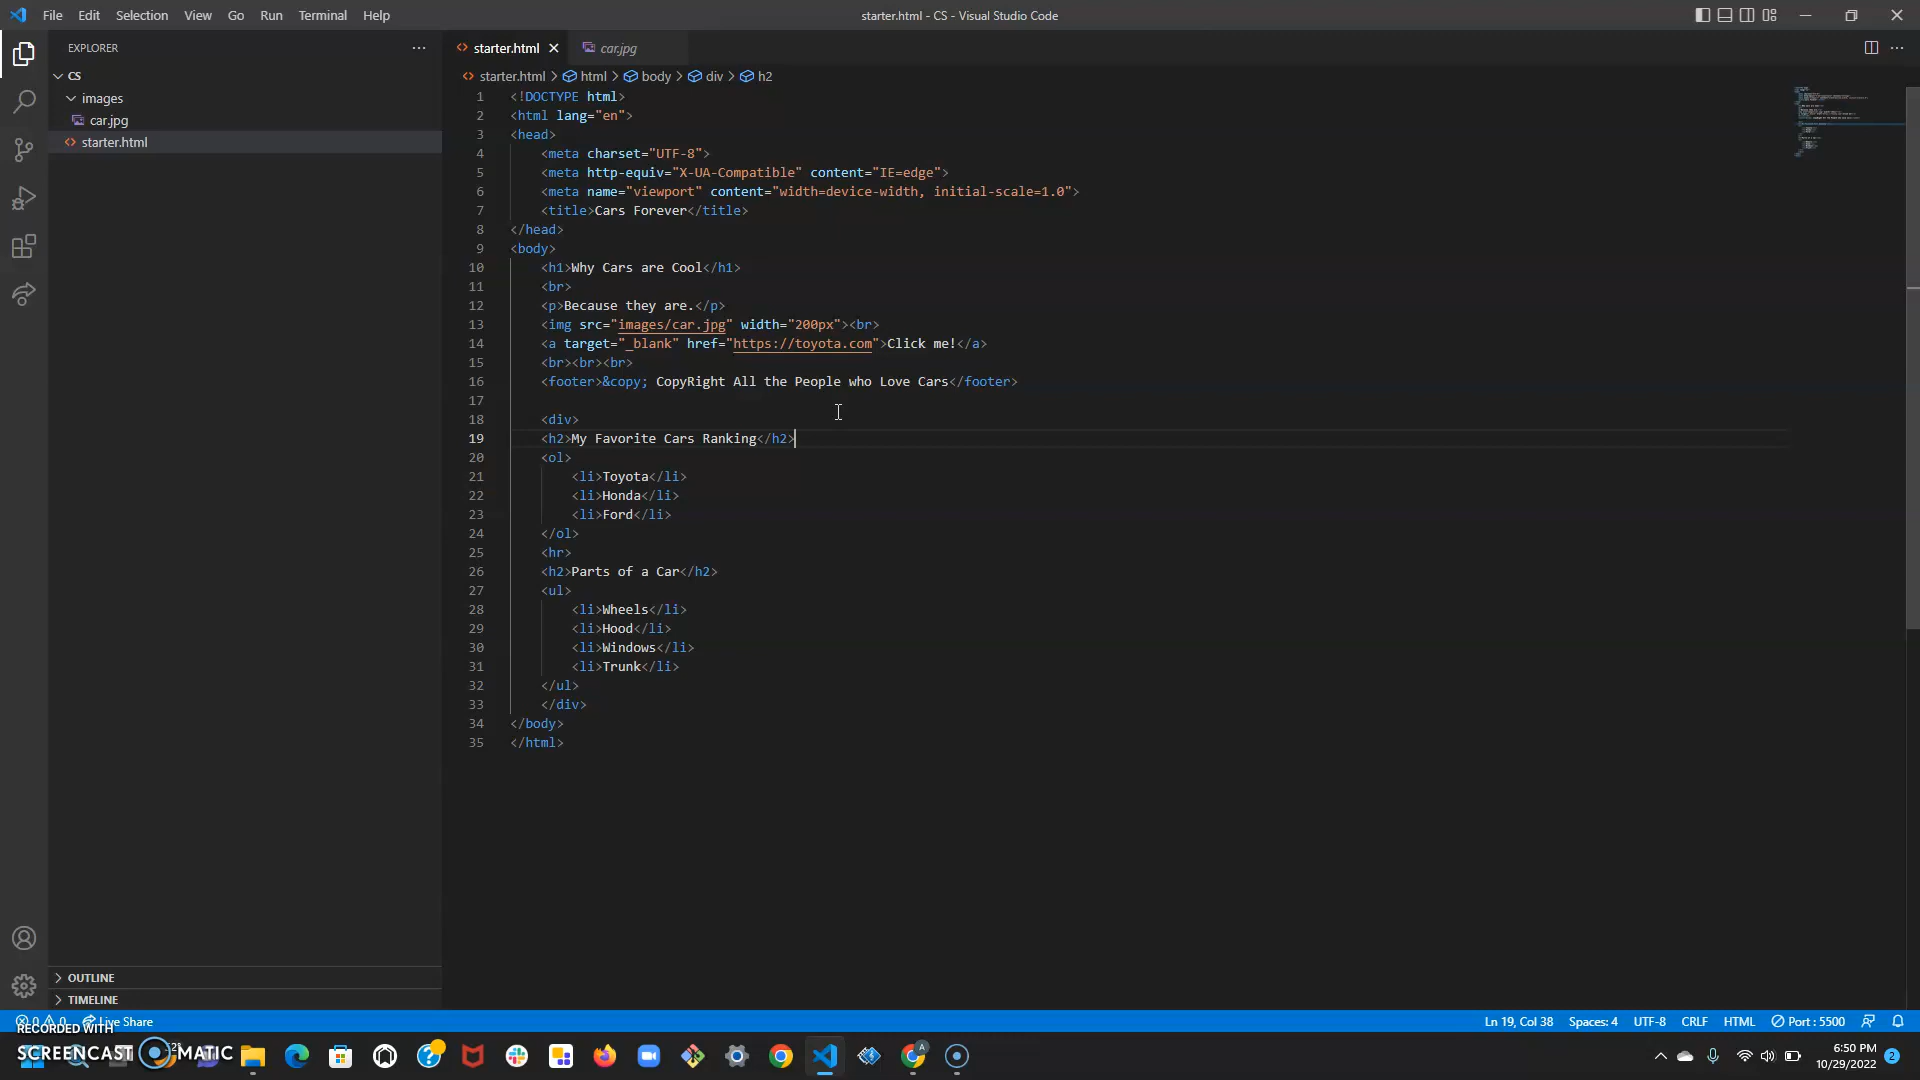 File Edit Selection View Go Run Terminal Help
starter.html - CS - Visual Studio Code
EXPLORER
CS
images
car.jpg
starter.html
starter.html
car.jpg
starter.html > html > body > div > h2
1 <!DOCTYPE html>
2 <html lang="en">
3 <head>
4 <meta charset="UTF-8">
5 <meta http-equiv="X-UA-Compatible" content="IE=edge">
6 <meta name="viewport" content="width=device-width, initial-scale=1.0">
7 <title>Cars Forever</title>
8 </head>
9 <body>
10 <h1>Why Cars are Cool</h1>
11 <br>
12 <p>Because they are.</p>
13 <img src="images/car.jpg" width="200px"><br>
14 <a target="_blank" href="https://toyota.com">Click me!</a>
15 <br><br><br>
16 <footer>&copy; CopyRight All the People who Love Cars</footer>
17
18 <div>
19 <h2>My Favorite Cars Ranking</h2>
20 <ol>
21 <li>Toyota</li>
22 <li>Honda</li>
23 <li>Ford</li>
24 </ol>
25 <hr>
26 <h2>Parts of a Car</h2>
27 <ul>
28 <li>Wheels</li>
29 <li>Hood</li>
30 <li>Windows</li>
31 <li>Trunk</li>
32 </ul>
33 </div>
34 </body>
35 </html>
OUTLINE
TIMELINE
0 0 Live Share
Ln 19, Col 38 Spaces: 4 UTF-8 CRLF HTML Port : 5500
RECORDED WITH
SCREENCAST MATIC
6:50 PM
10/29/2022
2